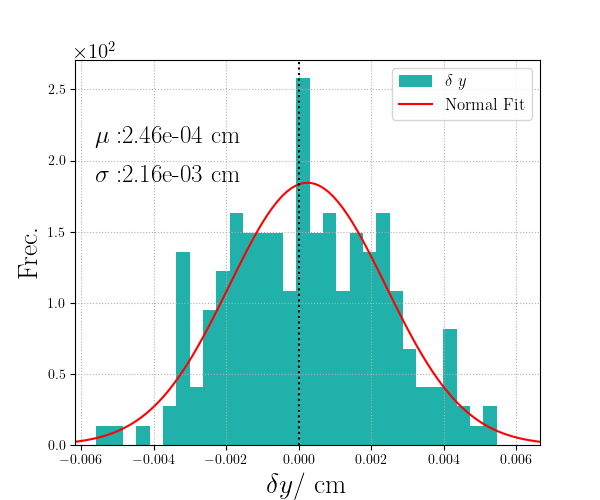 ×10²
δ y
Normal Fit
μ :2.46e-04 cm
σ :2.16e-03 cm
Frec.
2.5
2.0
1.5
1.0
0.5
0.0
−0.006 −0.004 −0.002 0.000 0.002 0.004 0.006
δy/ cm